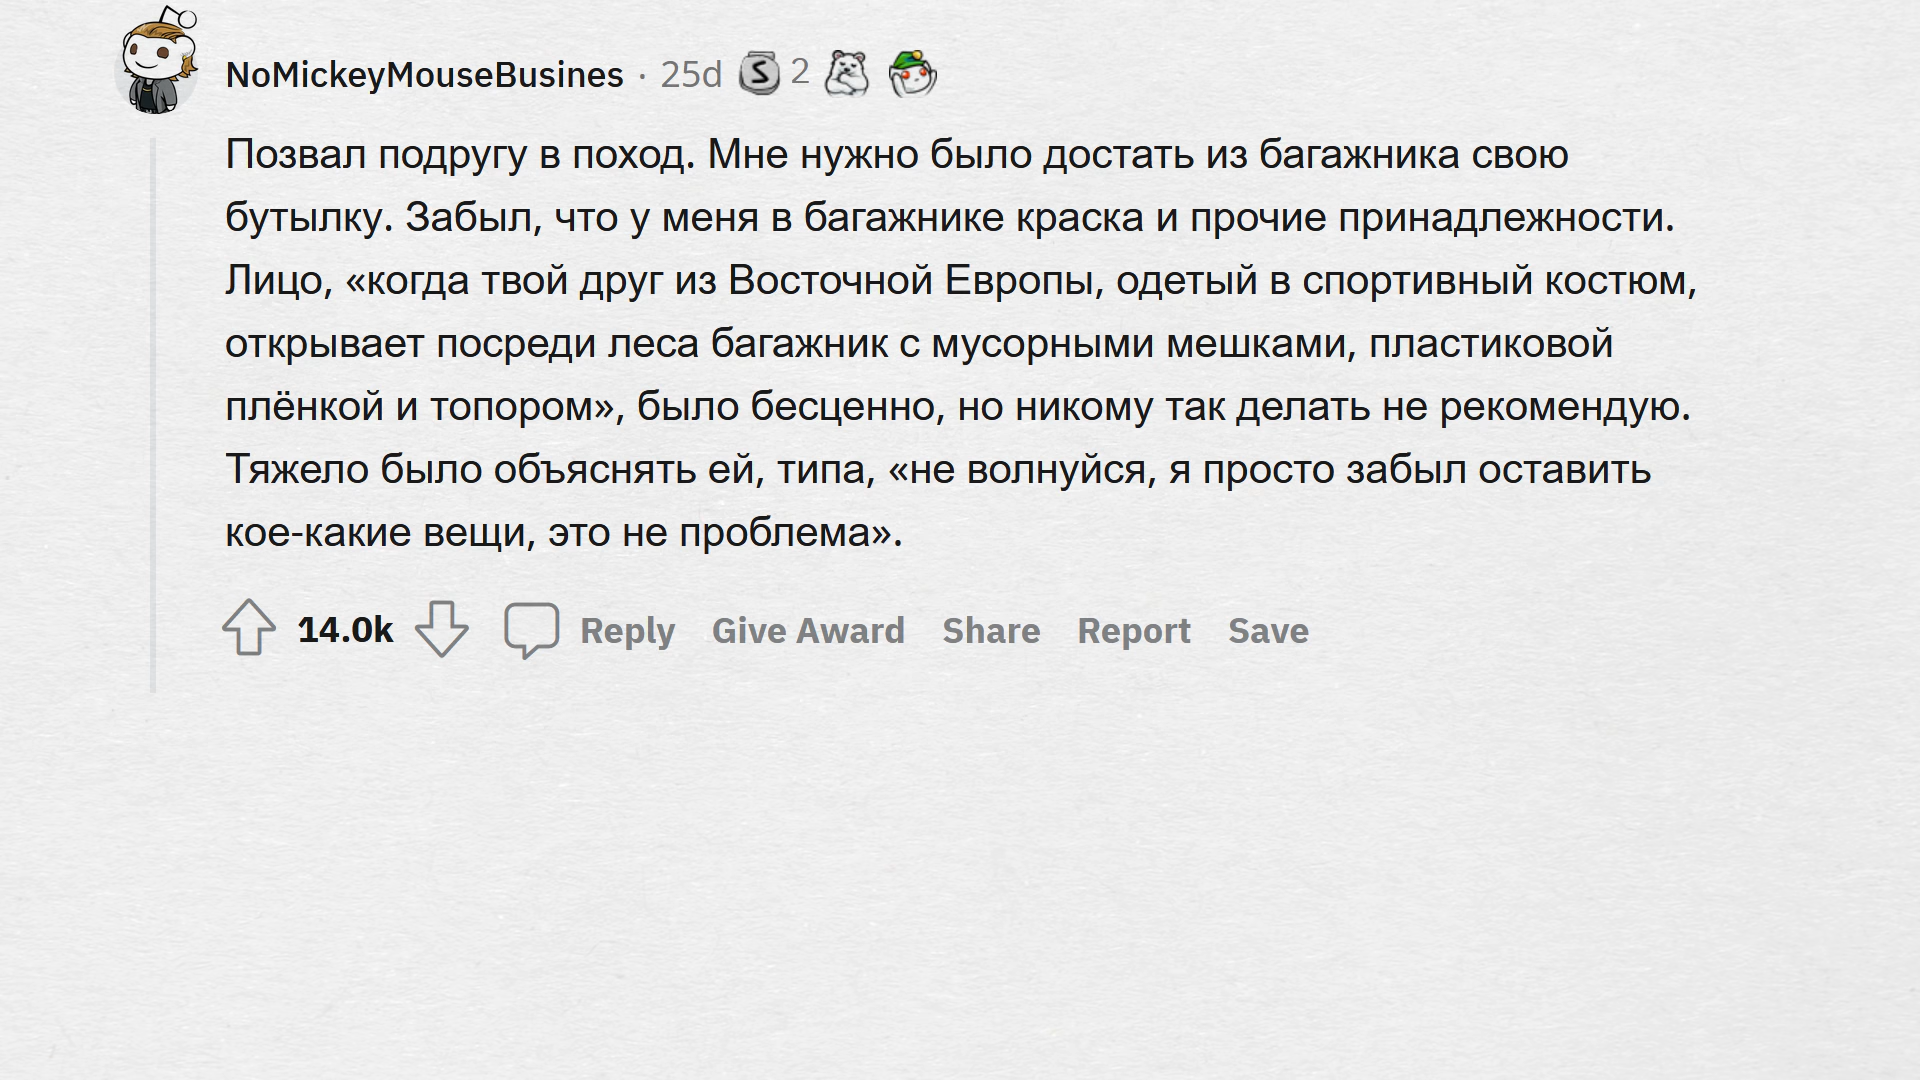 NoMickeyMouseBusines · 25d S 2
Позвал подругу в поход. Мне нужно было достать из багажника свою
бутылку. Забыл, что у меня в багажнике краска и прочие принадлежности.
Лицо, «когда твой друг из Восточной Европы, одетый в спортивный костюм,
открывает посреди леса багажник с мусорными мешками, пластиковой
плёнкой и топором», было бесценно, но никому так делать не рекомендую.
Тяжело было объяснять ей, типа, «не волнуйся, я просто забыл оставить
кое-какие вещи, это не проблема».
14.0k Reply Give Award Share Report Save